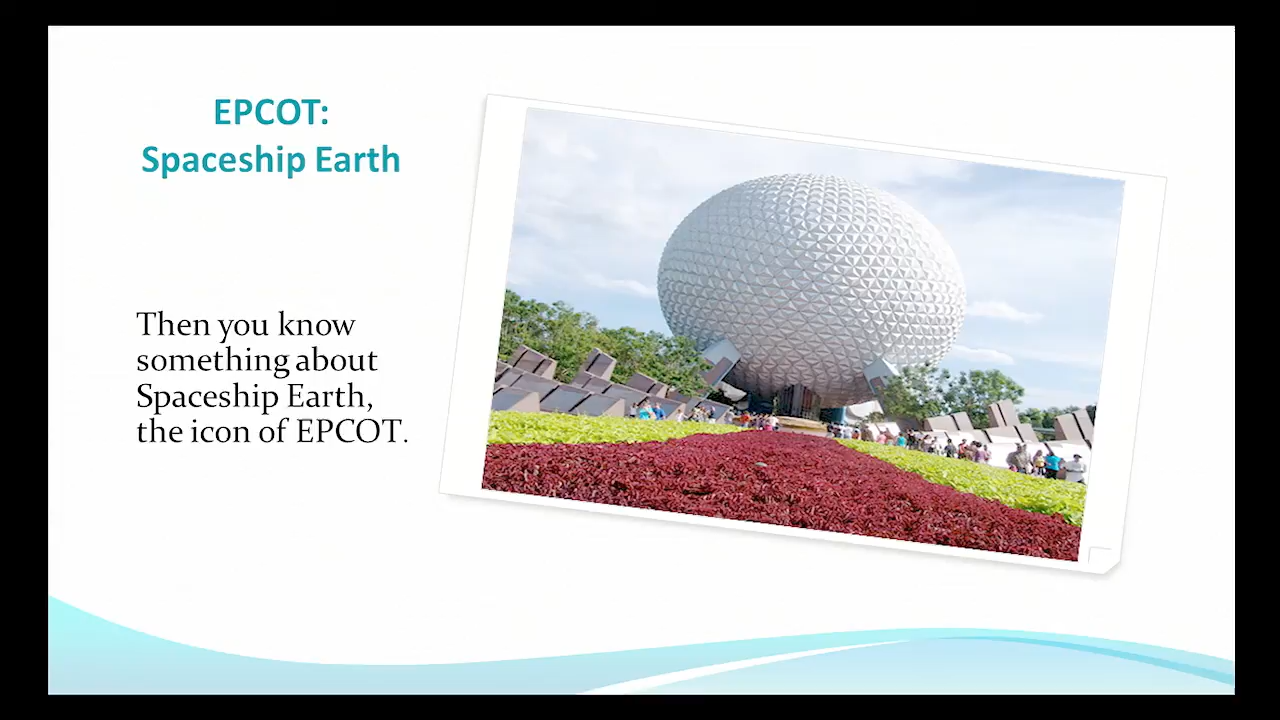 EPCOT:
Spaceship Earth
Then you know
something about
Spaceship Earth,
the icon of EPCOT.